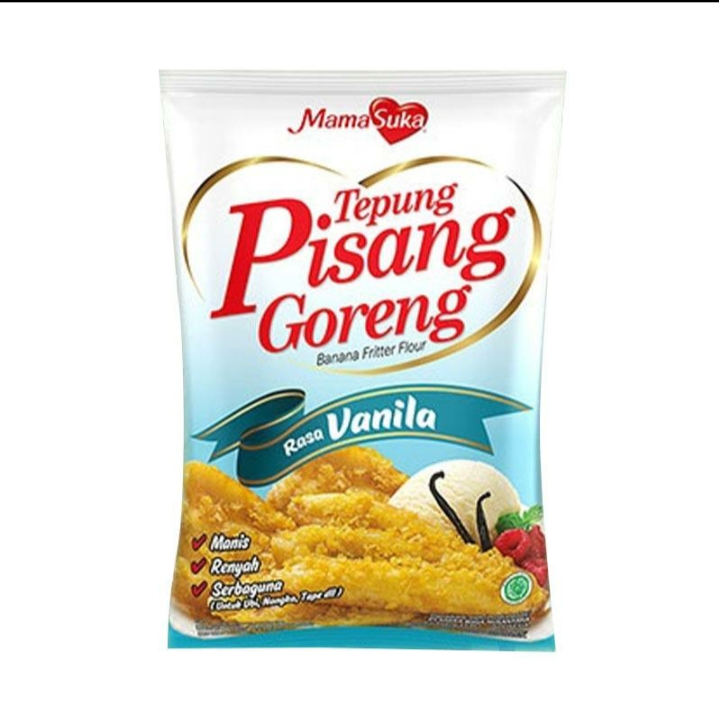 MamaSuka
Tepung
Pisang
Goreng
Banana Fritter Flour
Rasa Vanila
Manis
Renyah
Serbaguna
(Untuk Ubi, Nangka, Tape dll)